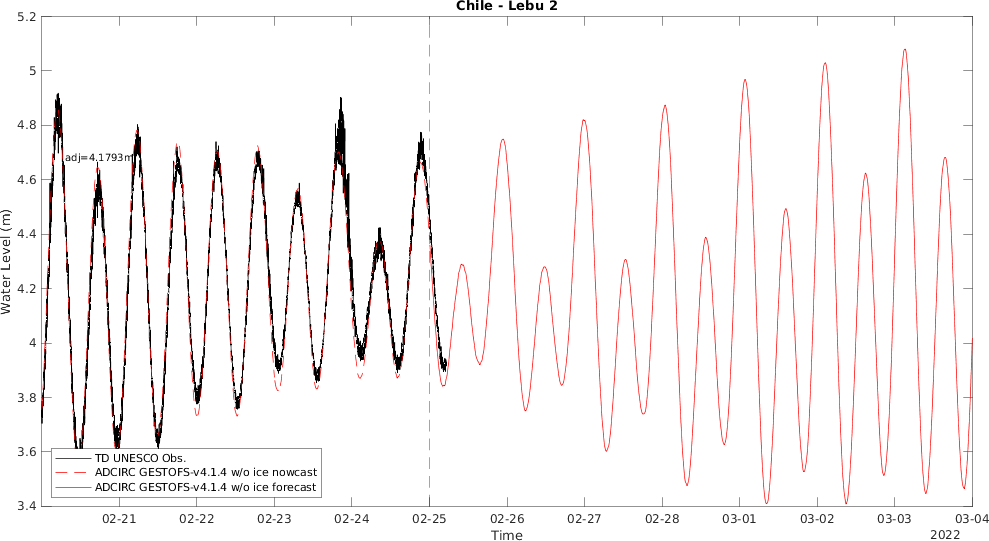 Chile - Lebu 2
5.2
5
4.8
4.6
4.4
4.2
4
3.8
3.6
3.4
Water Level (m)
adj=4.1793m
TD UNESCO Obs.
ADCIRC GESTOFS-v4.1.4 w/o ice nowcast
ADCIRC GESTOFS-v4.1.4 w/o ice forecast
02-21 02-22 02-23 02-24 02-25 02-26 02-27 02-28 03-01 03-02 03-03 03-04
Time
2022